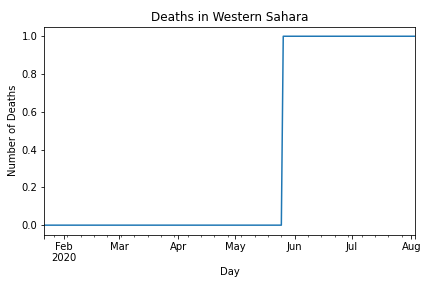 Deaths in Western Sahara
Number of Deaths
1.0
0.8
0.6
0.4
0.2
0.0
Feb Mar Apr May Jun Jul Aug
2020
Day